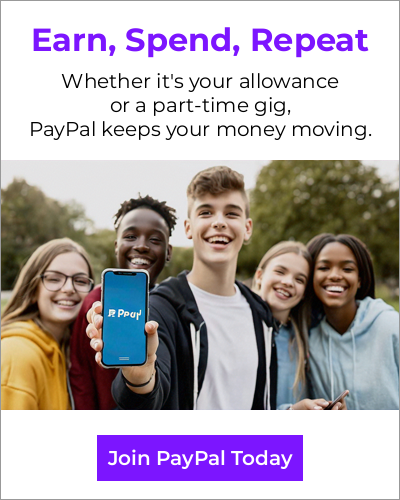 Earn, Spend, Repeat
Whether it's your allowance
or a part-time gig,
PayPal keeps your money moving.
Join PayPal Today